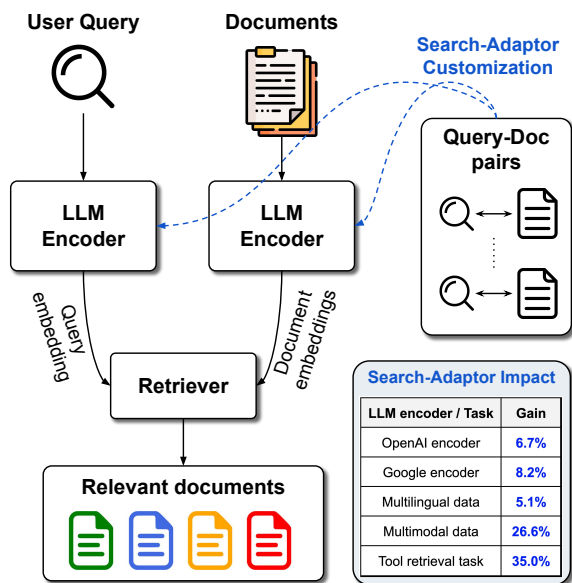 User Query
Documents
Search-Adaptor
Customization
Query-Doc
pairs
LLM
Encoder
LLM
Encoder
Query
embedding
Document
embeddings
Retriever
Relevant documents
Search-Adaptor Impact
LLM encoder / Task Gain
OpenAI encoder 6.7%
Google encoder 8.2%
Multilingual data 5.1%
Multimodal data 26.6%
Tool retrieval task 35.0%